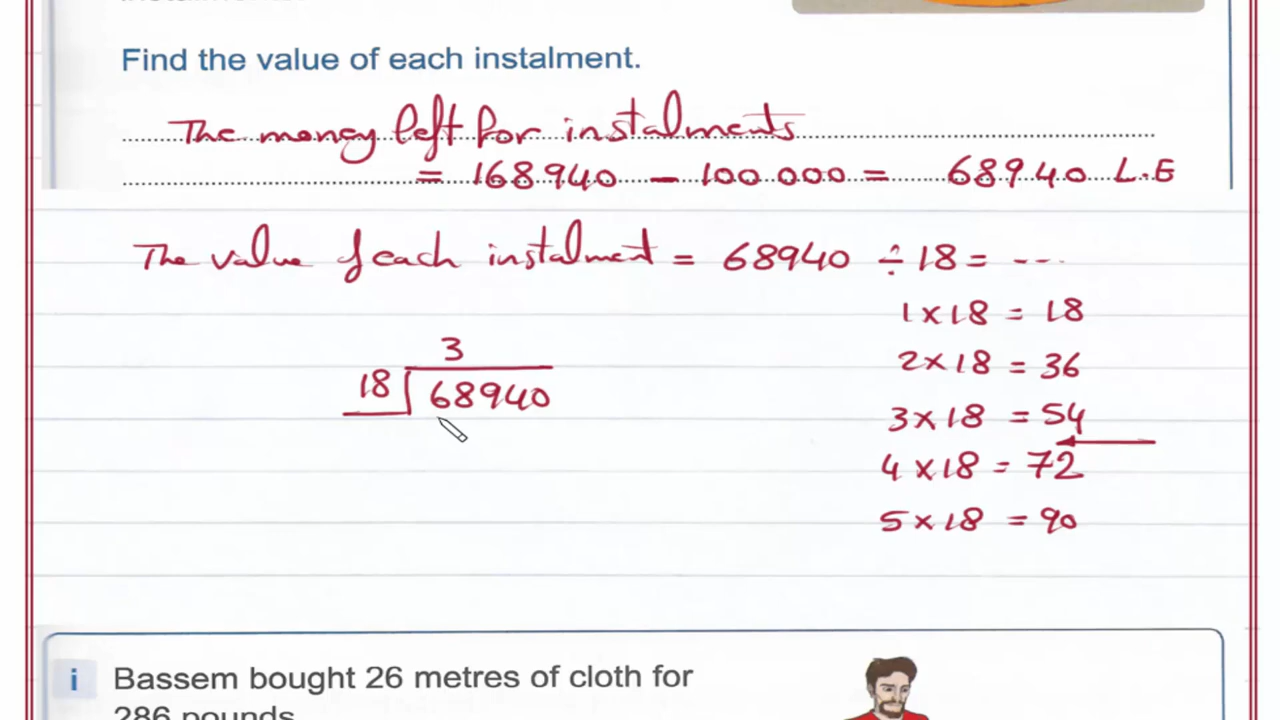 Find the value of each instalment.
The money left for instalments
= 168940 - 100000 = 68940 L.E
The value of each instalment = 68940 ÷ 18 = ---
1 x 18 = 18
2 x 18 = 36
3 x 18 = 54
4 x 18 = 72
5 x 18 = 90
3
18 68940
i Bassem bought 26 metres of cloth for
286 pounds